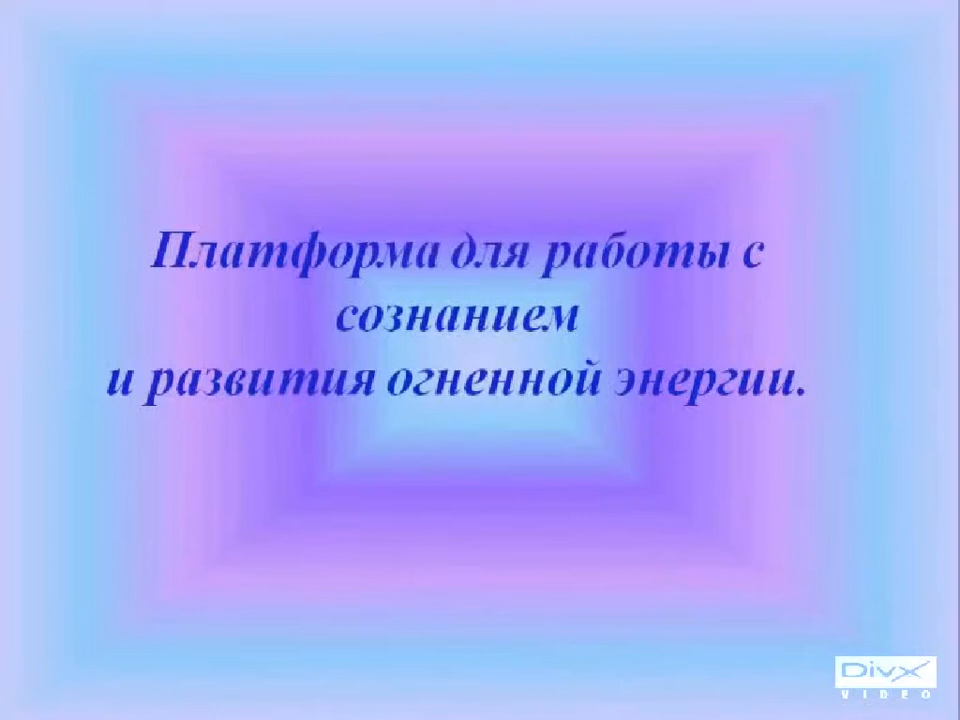 Платформа для работы с
сознанием
и развития огненной энергии.
DivX
VIDEO